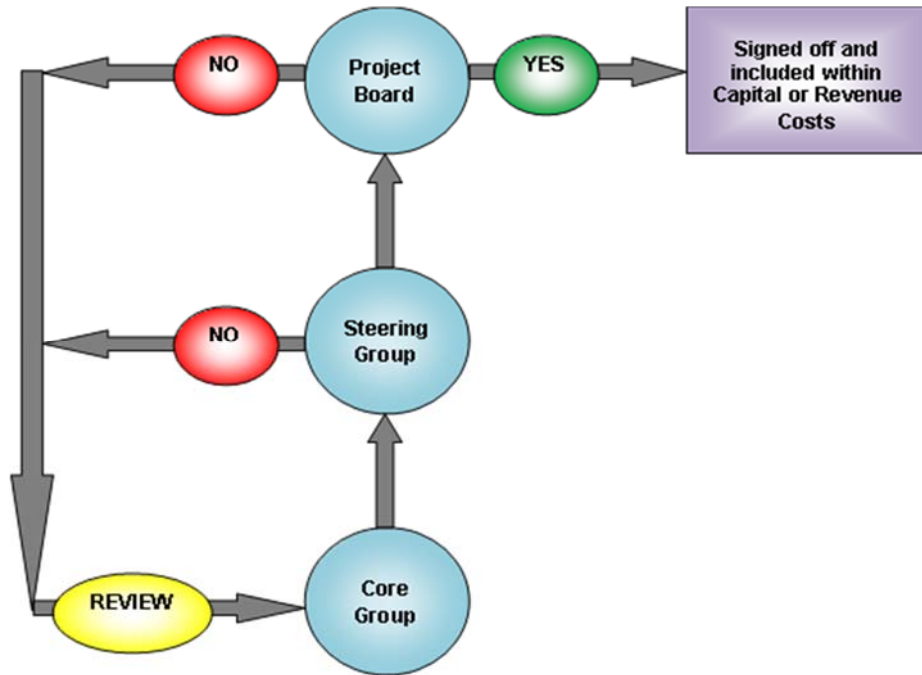 NO
Project
Board
YES
Signed off and
included within
Capital or Revenue
Costs
NO
Steering
Group
REVIEW
Core
Group